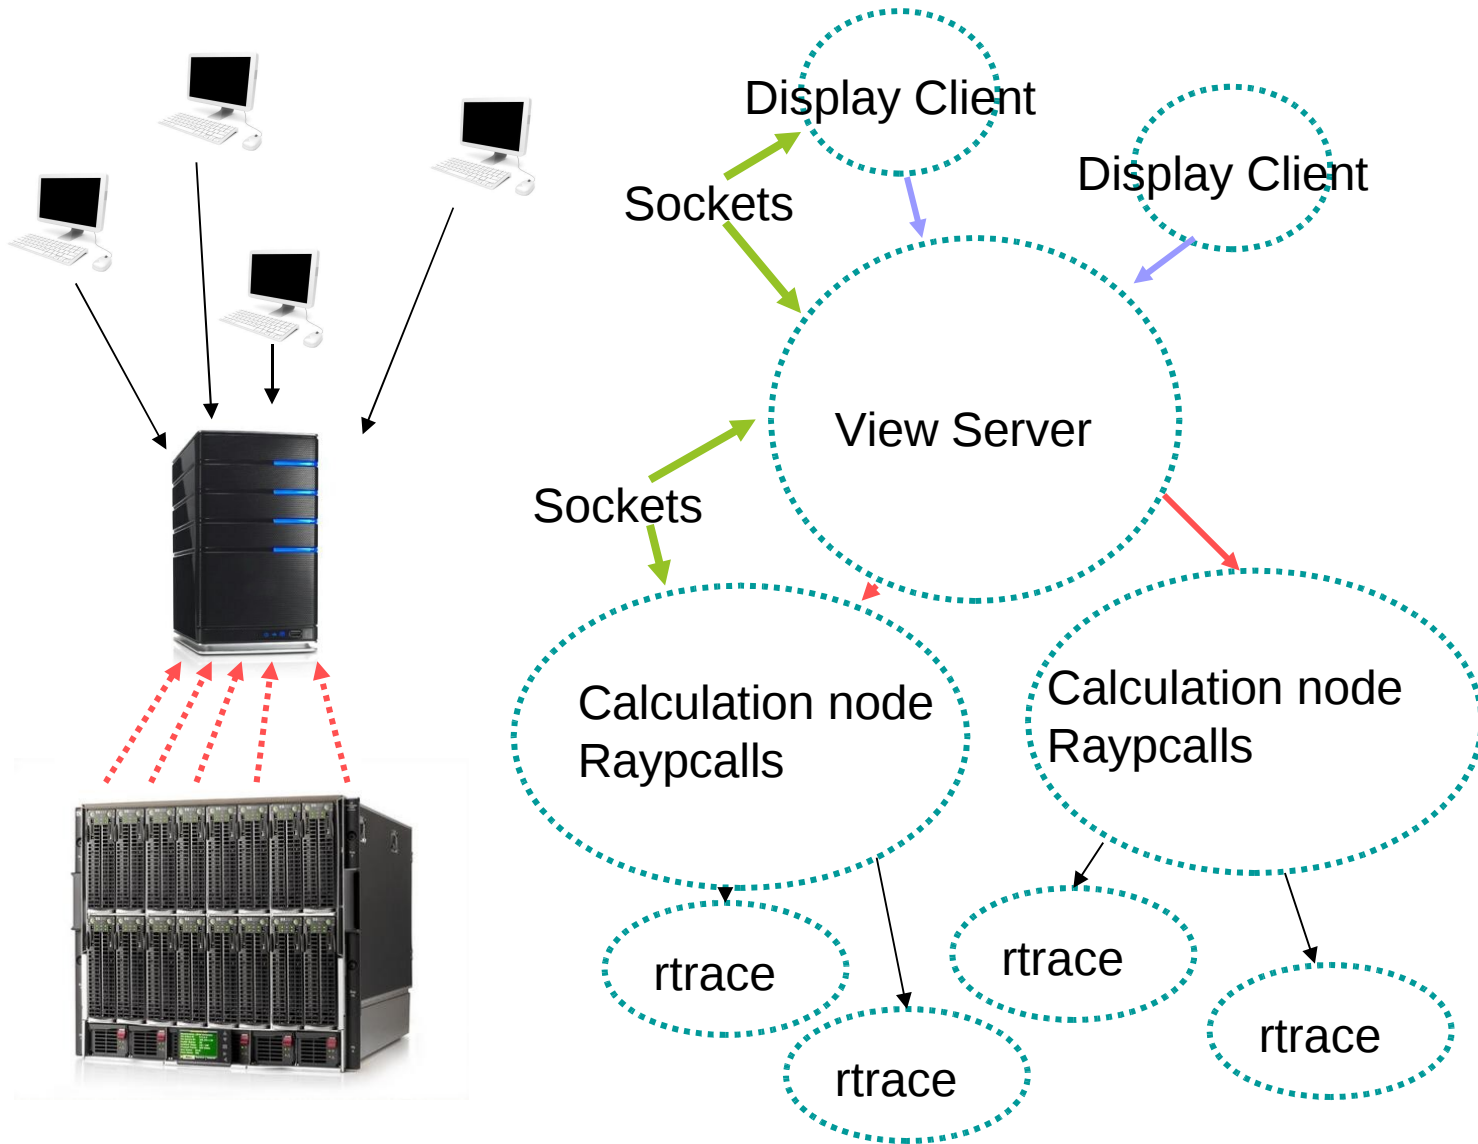 Display Client
Display Client
Sockets
View Server
Sockets
Calculation node
Raypcalls
Calculation node
Raypcalls
rtrace
rtrace
rtrace
rtrace